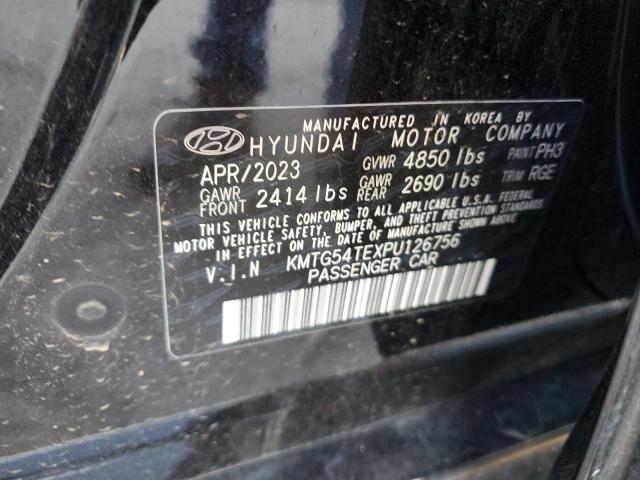 MANUFACTURED IN KOREA BY
HYUNDAI MOTOR COMPANY
APR/2023 GVWR 4850 lbs PAINT PH3
GAWR FRONT 2414 lbs GAWR REAR 2690 lbs TRIM RGE
THIS VEHICLE CONFORMS TO ALL APPLICABLE U.S.A. FEDERAL
MOTOR VEHICLE SAFETY, BUMPER, AND THEFT PREVENTION STANDARDS
IN EFFECT ON THE DATE OF MANUFACTURE SHOWN ABOVE.
V.I.N KMTG54TEXPU126756
PASSENGER CAR